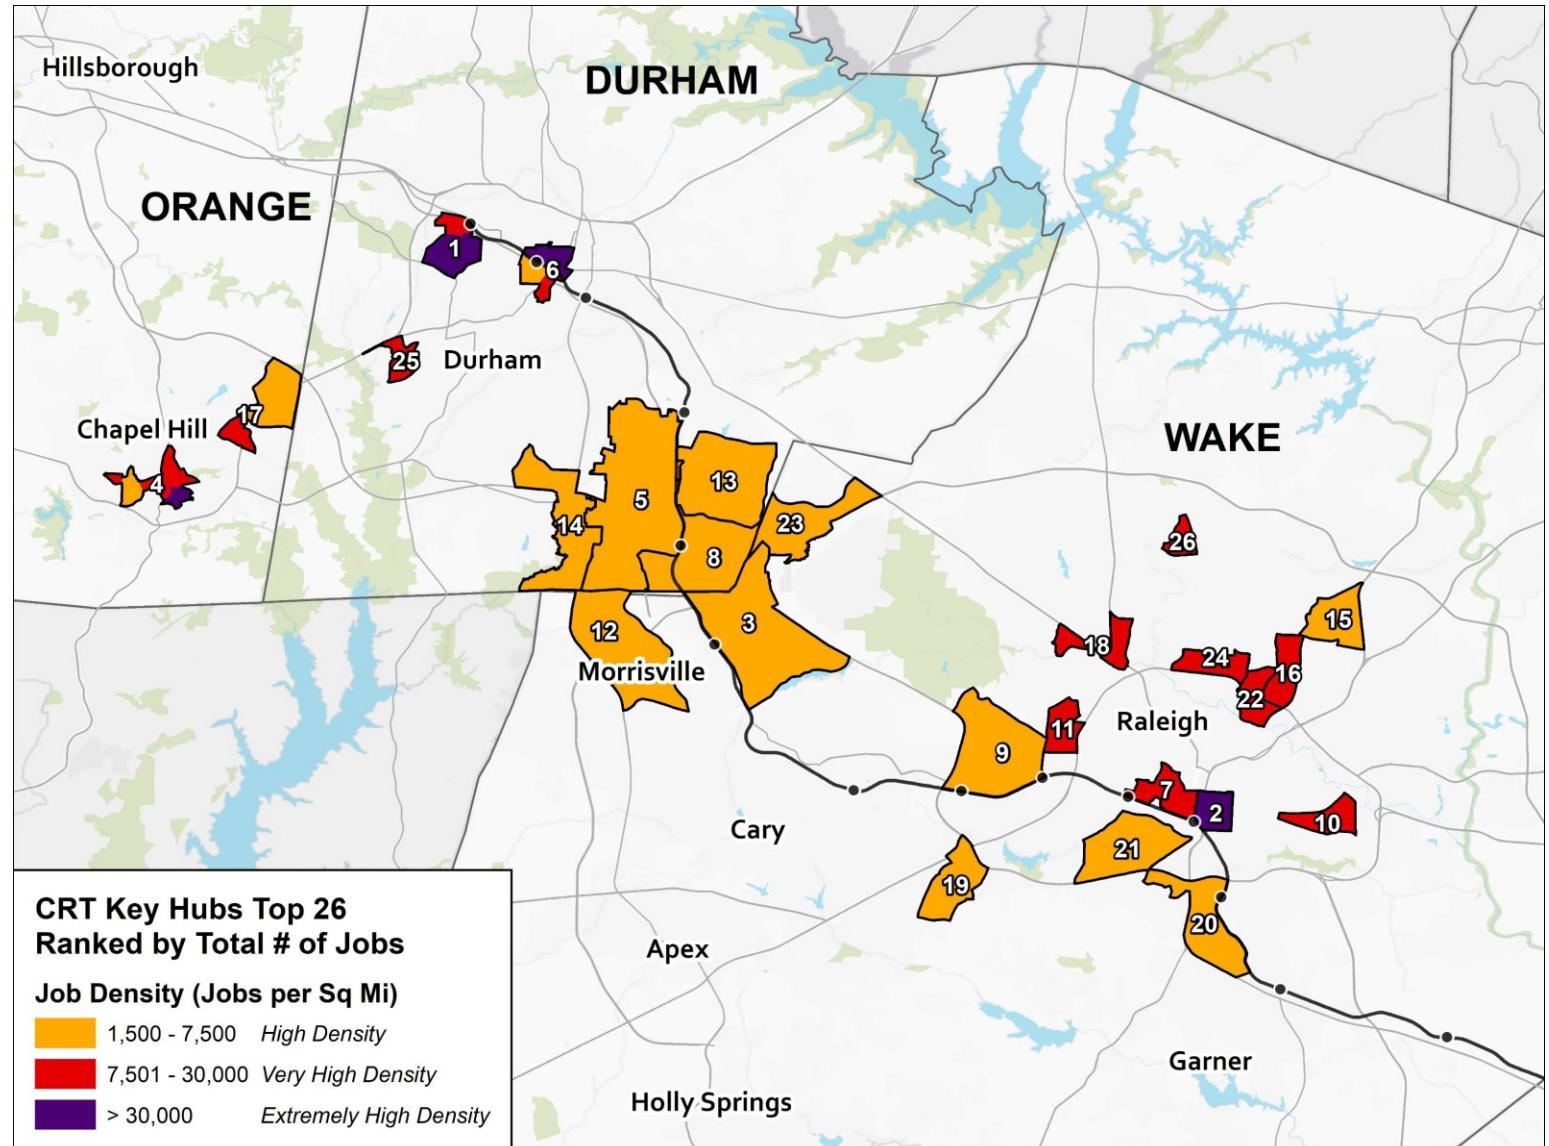 Hillsborough
DURHAM
ORANGE
1
6
25
Durham
17
Chapel Hill
4
WAKE
13
5
14
23
8
26
12
3
Morrisville
15
18
24
16
22
Raleigh
11
9
7
2
10
Cary
21
19
20
Apex
Garner
Holly Springs
CRT Key Hubs Top 26
Ranked by Total # of Jobs
Job Density (Jobs per Sq Mi)
1,500 - 7,500 High Density
7,501 - 30,000 Very High Density
> 30,000 Extremely High Density